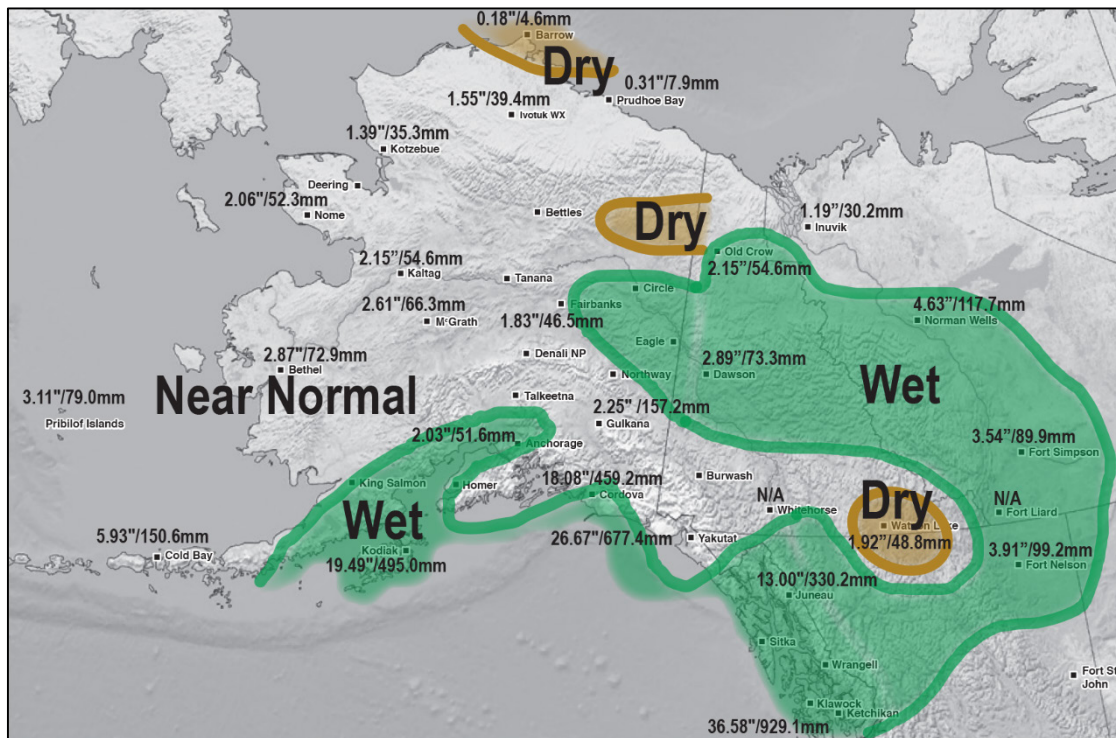 0.18"/4.6mm
Barrow
Dry
0.31"/7.9mm
Prudhoe Bay
1.55"/39.4mm
Ivotuk WX
1.39"/35.3mm
Kotzebue
Deering
2.06"/52.3mm
Nome
Bettles
Dry
1.19”/30.2mm
Inuvik
Old Crow
2.15”/54.6mm
2.15”/54.6mm
Kaltag
Tanana
Circle
Fairbanks
1.83"/46.5mm
2.61"/66.3mm
McGrath
4.63”/117.7mm
Norman Wells
Eagle
Denali NP
2.87"/72.9mm
Bethel
Northway
2.89”/73.3mm
Dawson
Wet
Near Normal
3.11"/79.0mm
Pribilof Islands
Talkeetna
2.25" /157.2mm
Gulkana
2.03"/51.6mm
Anchorage
3.54”/89.9mm
Fort Simpson
King Salmon
Homer
18.08"/459.2mm
Cordova
Burwash
N/A
Whitehorse
Dry
Watson Lake
1.92”/48.8mm
N/A
Fort Liard
Wet
5.93”/150.6mm
Cold Bay
Kodiak
19.49"/495.0mm
26.67"/677.4mm
Yakutat
3.91”/99.2mm
Fort Nelson
13.00"/330.2mm
Juneau
Sitka
Wrangell
Klawock
Ketchikan
36.58"/929.1mm
Fort St
John